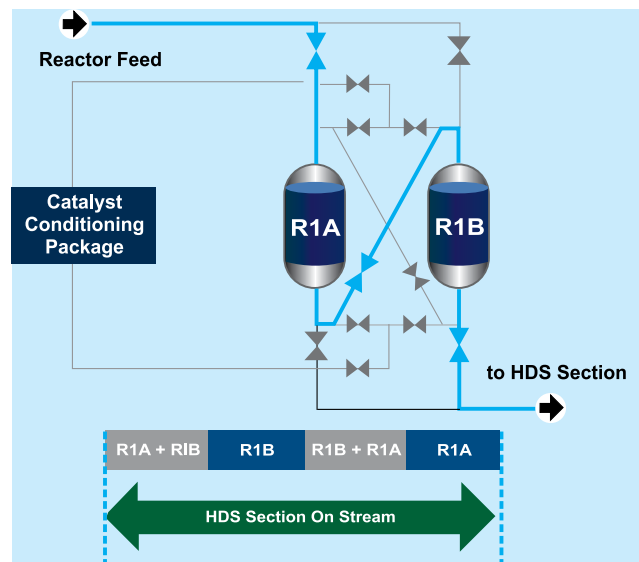 Reactor Feed
Catalyst
Conditioning
Package
R1A
R1B
to HDS Section
R1A + RIB
R1B
R1B + R1A
R1A
HDS Section On Stream